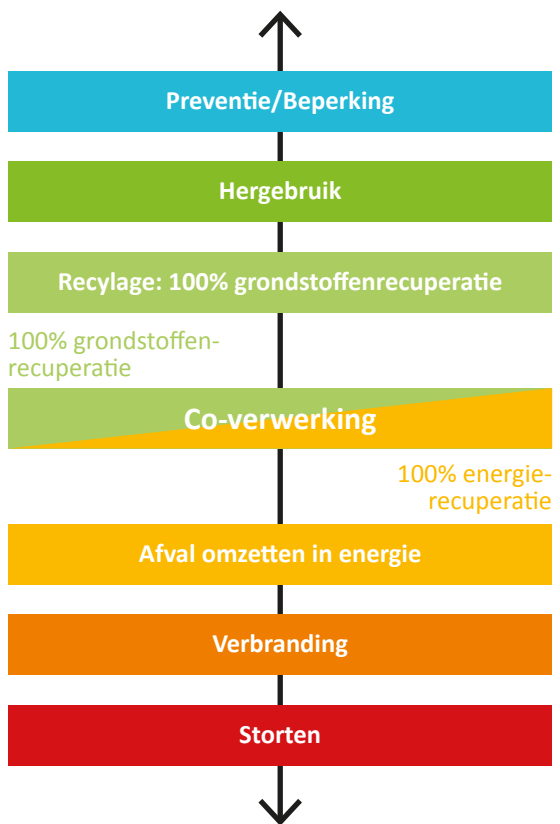 Preventie/Beperking
Hergebruik
Recylage: 100% grondstoffenrecuperatie
100% grondstoffen-
recuperatie
Co-verwerking
100% energie-
recuperatie
Afval omzetten in energie
Verbranding
Storten